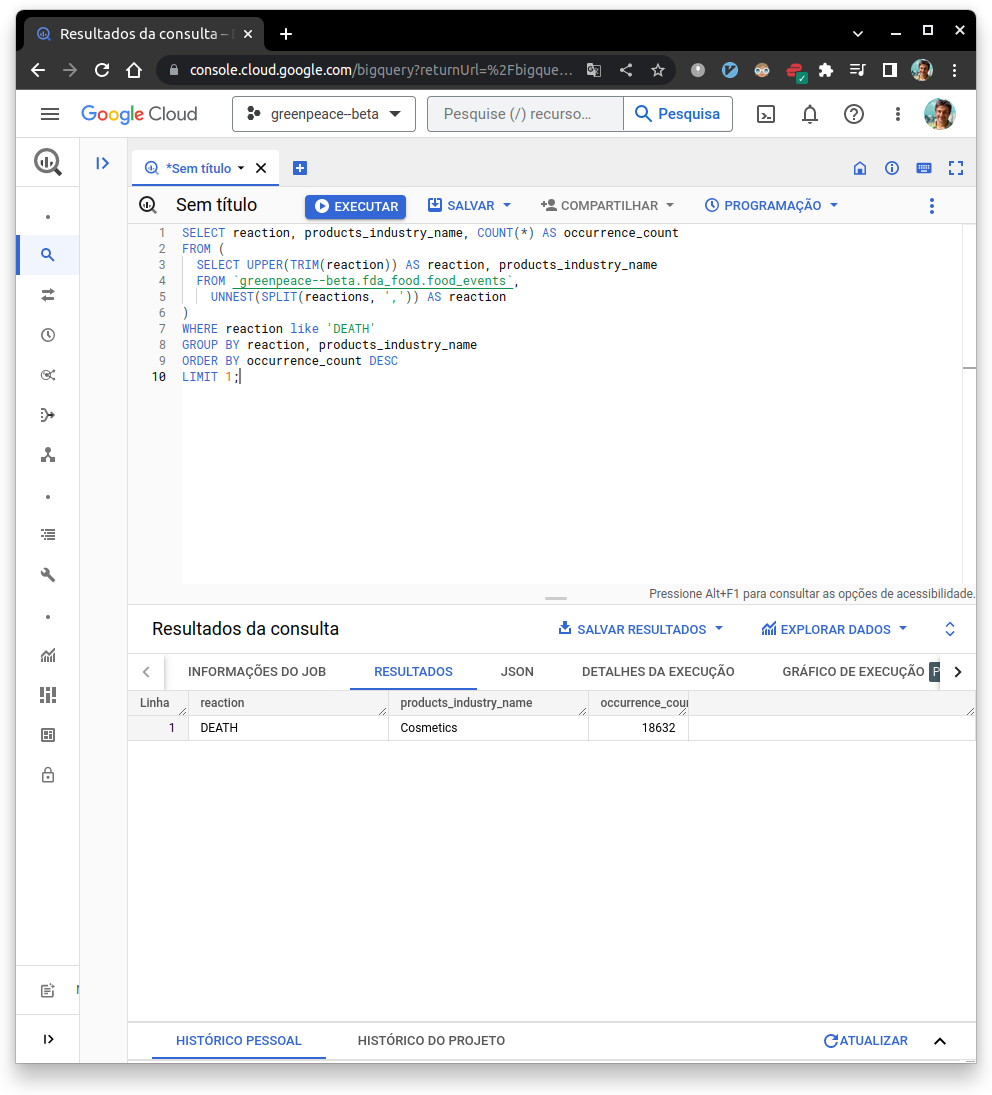 Resultados da consulta –
console.cloud.google.com/bigquery?returnUrl=%2Fbigque...
Google Cloud
greenpeace--beta
Pesquise (/) recurso...
Pesquisa
*Sem título
Sem título
EXECUTAR
SALVAR
COMPARTILHAR
PROGRAMAÇÃO
1 SELECT reaction, products_industry_name, COUNT(*) AS occurrence_count
2 FROM (
3 SELECT UPPER(TRIM(reaction)) AS reaction, products_industry_name
4 FROM `greenpeace--beta.fda_food.food_events`,
5 UNNEST(SPLIT(reactions, ',')) AS reaction
6 )
7 WHERE reaction like 'DEATH'
8 GROUP BY reaction, products_industry_name
9 ORDER BY occurrence_count DESC
10 LIMIT 1;
Pressione Alt+F1 para consultar as opções de acessibilidade.
Resultados da consulta
SALVAR RESULTADOS
EXPLORAR DADOS
INFORMAÇÕES DO JOB
RESULTADOS
JSON
DETALHES DA EXECUÇÃO
GRÁFICO DE EXECUÇÃO
P
Linha reaction products_industry_name occurrence_cou
1 DEATH Cosmetics 18632
HISTÓRICO PESSOAL
HISTÓRICO DO PROJETO
ATUALIZAR